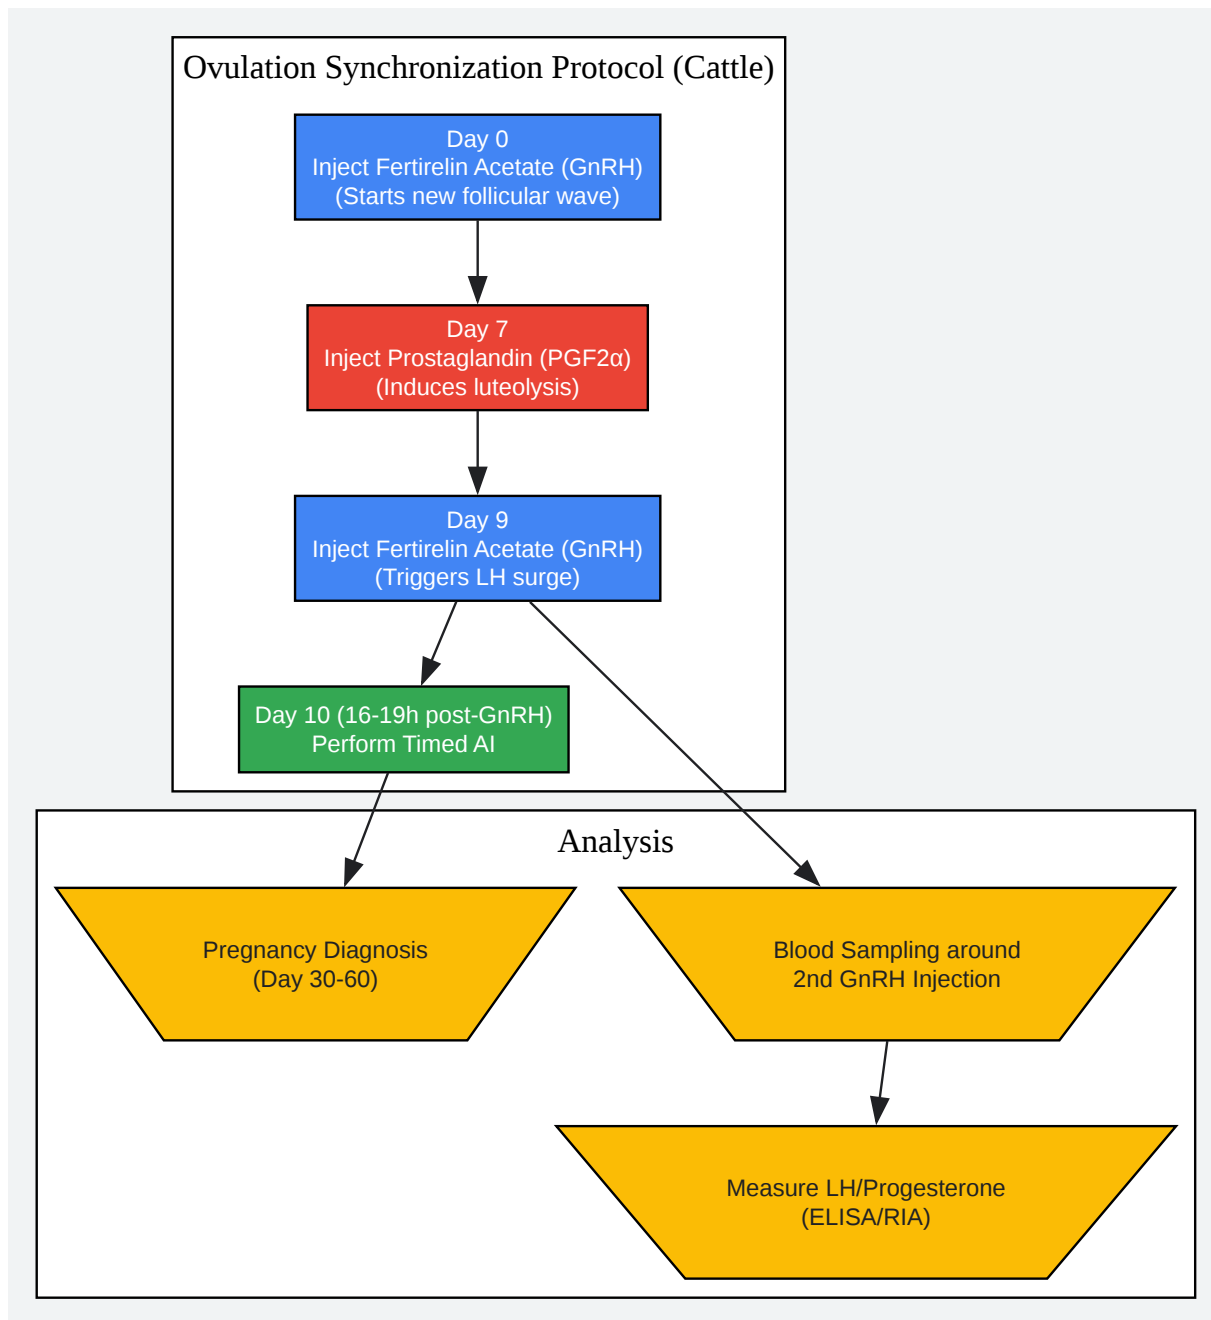 Ovulation Synchronization Protocol (Cattle)
Day 0
Inject Fertirelin Acetate (GnRH)
(Starts new follicular wave)
Day 7
Inject Prostaglandin (PGF2α)
(Induces luteolysis)
Day 9
Inject Fertirelin Acetate (GnRH)
(Triggers LH surge)
Day 10 (16-19h post-GnRH)
Perform Timed AI
Analysis
Pregnancy Diagnosis
(Day 30-60)
Blood Sampling around
2nd GnRH Injection
Measure LH/Progesterone
(ELISA/RIA)